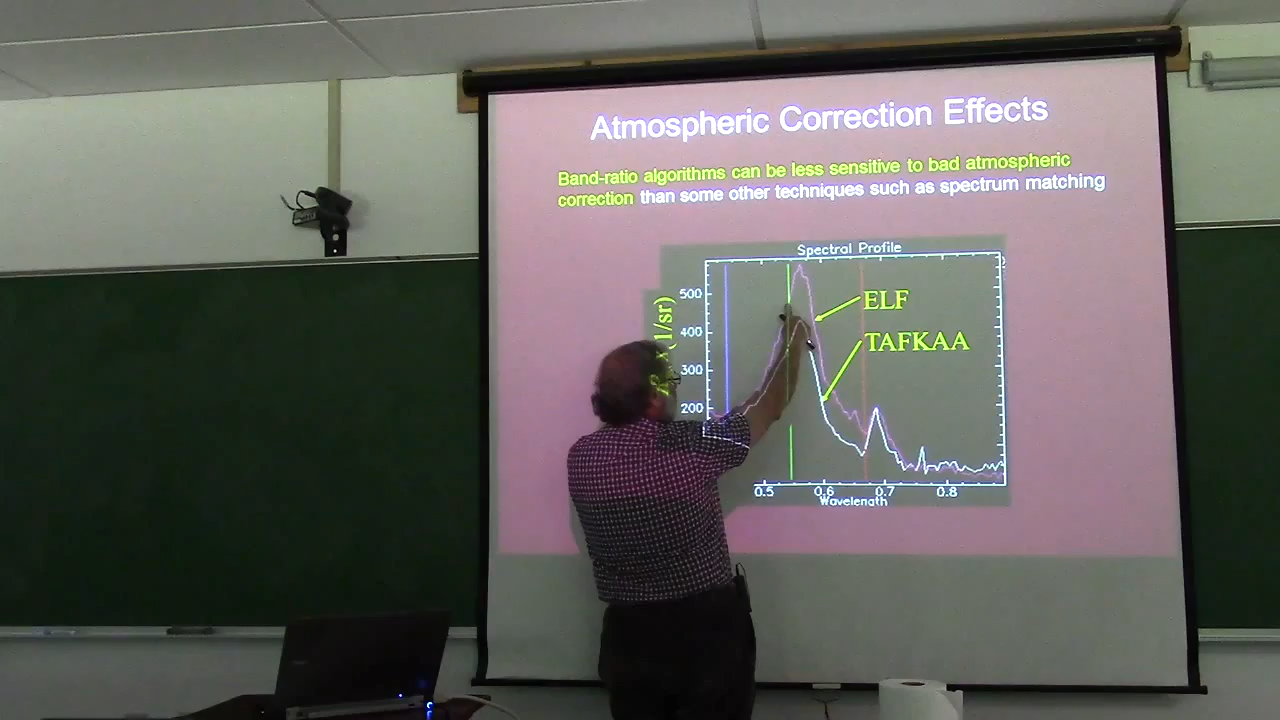 Atmospheric Correction Effects
Band-ratio algorithms can be less sensitive to bad atmospheric
correction than some other techniques such as spectrum matching
Spectral Profile
500
400
300
200
(1/sr)
ELF
TAFKAA
0.5 0.6 0.7 0.8
Wavelength